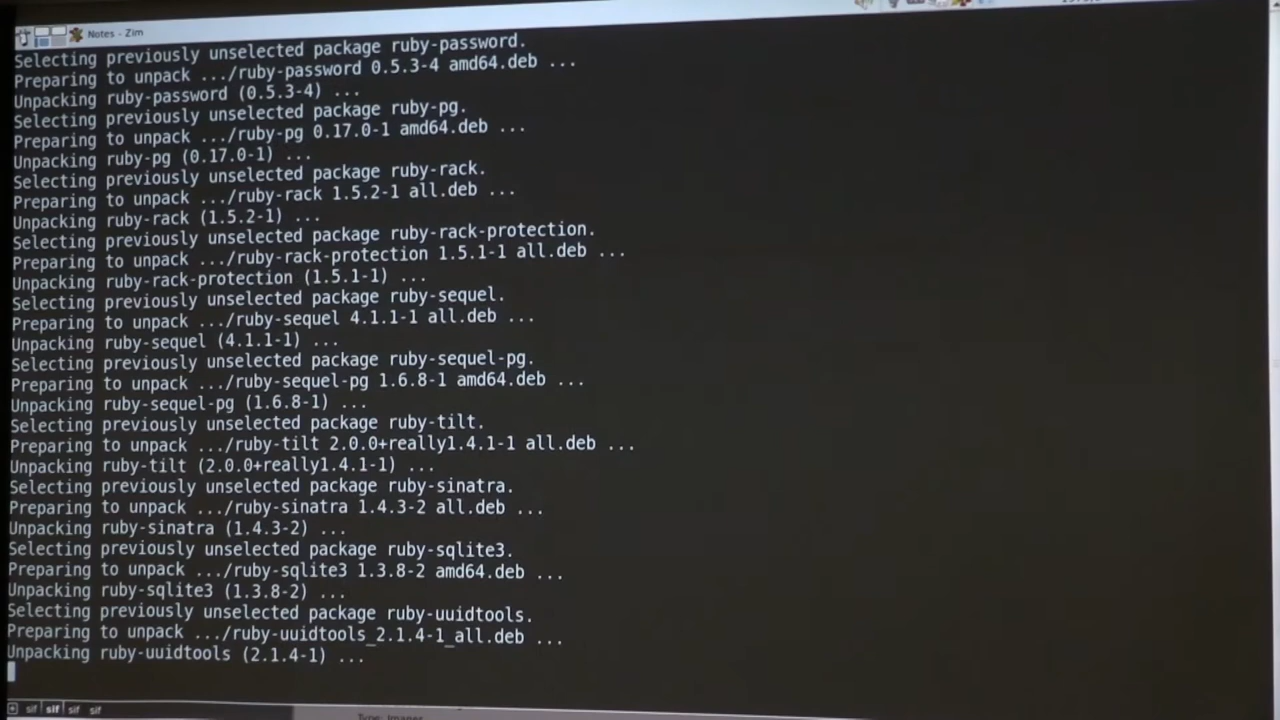 Notes - Zim
Selecting previously unselected package ruby-password.
Preparing to unpack .../ruby-password 0.5.3-4 amd64.deb ...
Unpacking ruby-password (0.5.3-4) ...
Selecting previously unselected package ruby-pg.
Preparing to unpack .../ruby-pg 0.17.0-1 amd64.deb ...
Unpacking ruby-pg (0.17.0-1) ...
Selecting previously unselected package ruby-rack.
Preparing to unpack .../ruby-rack 1.5.2-1 all.deb ...
Unpacking ruby-rack (1.5.2-1) ...
Selecting previously unselected package ruby-rack-protection.
Preparing to unpack .../ruby-rack-protection 1.5.1-1 all.deb ...
Unpacking ruby-rack-protection (1.5.1-1) ...
Selecting previously unselected package ruby-sequel.
Preparing to unpack .../ruby-sequel 4.1.1-1 all.deb ...
Unpacking ruby-sequel (4.1.1-1) ...
Selecting previously unselected package ruby-sequel-pg.
Preparing to unpack .../ruby-sequel-pg 1.6.8-1 amd64.deb ...
Unpacking ruby-sequel-pg (1.6.8-1) ...
Selecting previously unselected package ruby-tilt.
Preparing to unpack .../ruby-tilt 2.0.0+really1.4.1-1 all.deb ...
Unpacking ruby-tilt (2.0.0+really1.4.1-1) ...
Selecting previously unselected package ruby-sinatra.
Preparing to unpack .../ruby-sinatra 1.4.3-2 all.deb ...
Unpacking ruby-sinatra (1.4.3-2) ...
Selecting previously unselected package ruby-sqlite3.
Preparing to unpack .../ruby-sqlite3 1.3.8-2 amd64.deb ...
Unpacking ruby-sqlite3 (1.3.8-2) ...
Selecting previously unselected package ruby-uuidtools.
Preparing to unpack .../ruby-uuidtools_2.1.4-1_all.deb ...
Unpacking ruby-uuidtools (2.1.4-1) ...
sif sif sif sif
Type: Images